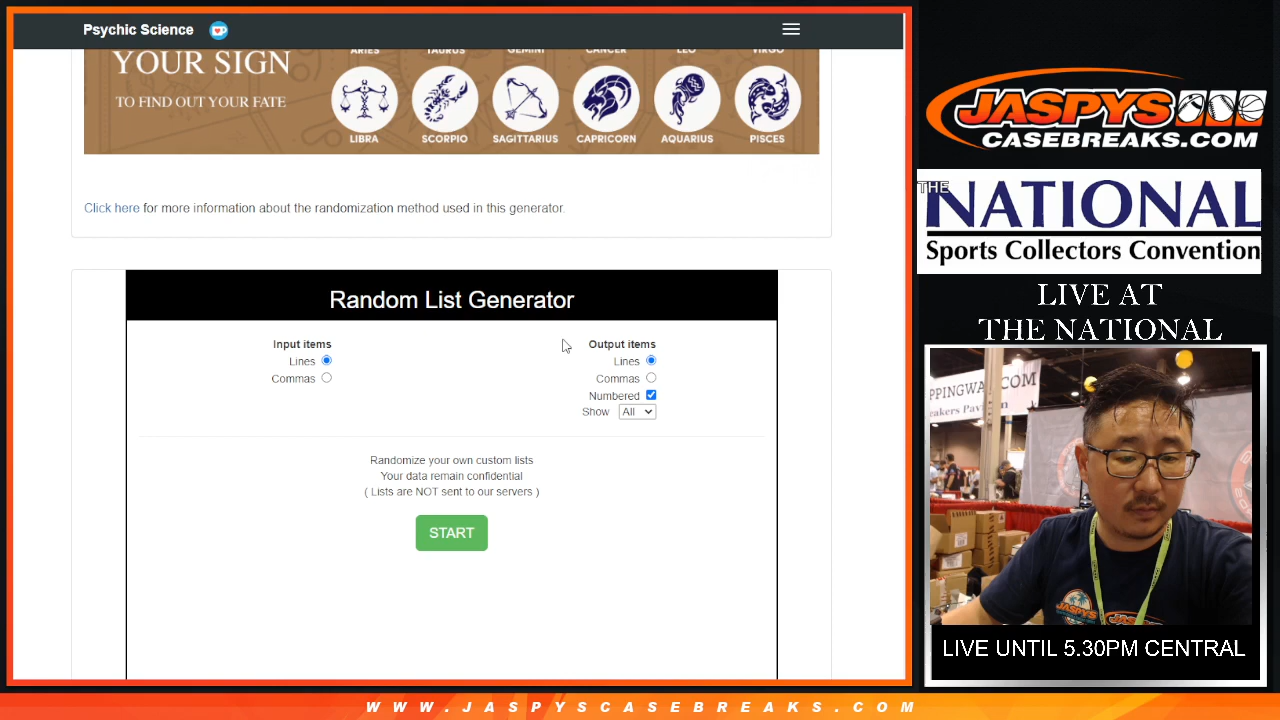 Psychic Science
ARIES TAURUS GEMINI CANCER LEO VIRGO
YOUR SIGN
TO FIND OUT YOUR FATE
LIBRA SCORPIO SAGITTARIUS CAPRICORN AQUARIUS PISCES
Click here for more information about the randomization method used in this generator.
Random List Generator
Input items
Lines
Commas
Output items
Lines
Commas
Numbered
Show All
Randomize your own custom lists
Your data remain confidential
( Lists are NOT sent to our servers )
START
JASPYS
CASEBREAKS.COM
THE
NATIONAL
Sports Collectors Convention
LIVE AT
THE NATIONAL
JASPYS
LIVE UNTIL 5.30PM CENTRAL
WWW.JASPYSCASEBREAKS.COM